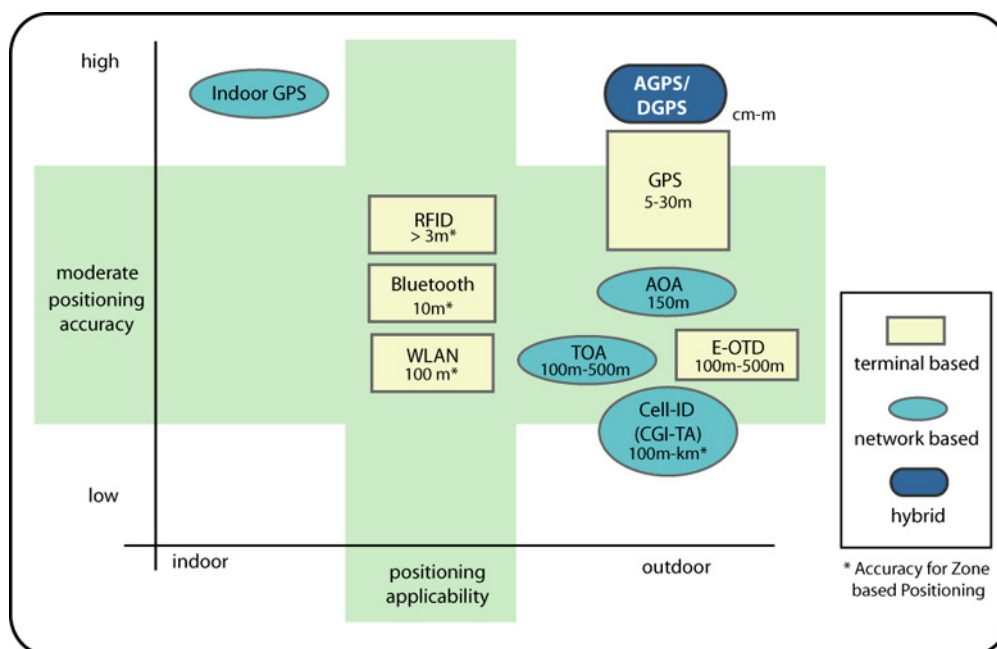 high
Indoor GPS
AGPS/
DGPS
cm-m
GPS
5-30m
RFID
> 3m*
moderate
positioning
accuracy
Bluetooth
10m*
AOA
150m
WLAN
100 m*
TOA
100m-500m
E-OTD
100m-500m
Cell-ID
(CGI-TA)
100m-km*
low
indoor
positioning
applicability
outdoor
terminal based
network based
hybrid
* Accuracy for Zone
based Positioning